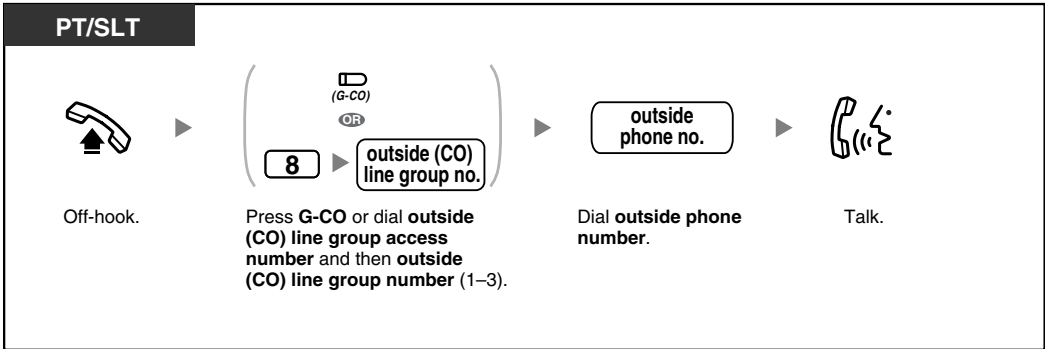 PT/SLT
(G-CO)
OR
8
outside (CO)
line group no.
outside
phone no.
Off-hook.
Press G-CO or dial outside
(CO) line group access
number and then outside
(CO) line group number (1–3).
Dial outside phone
number.
Talk.